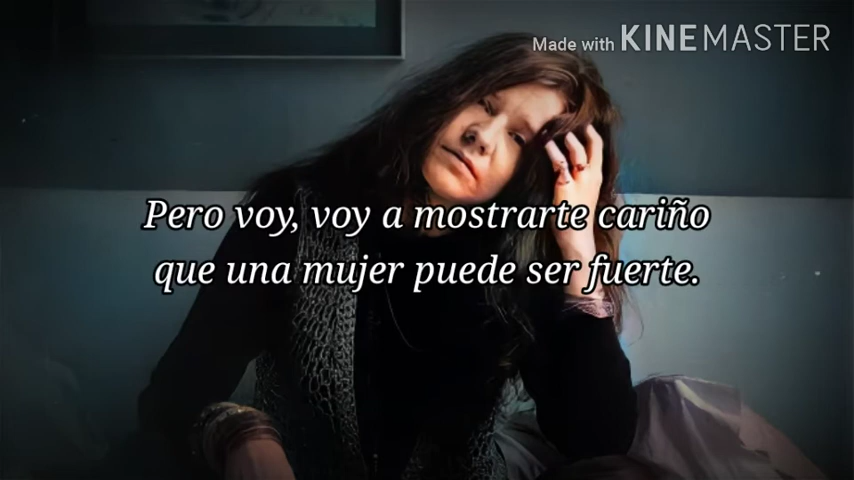 Made with KINEMASTER
Pero voy, voy a mostrarte cariño
que una mujer puede ser fuerte.